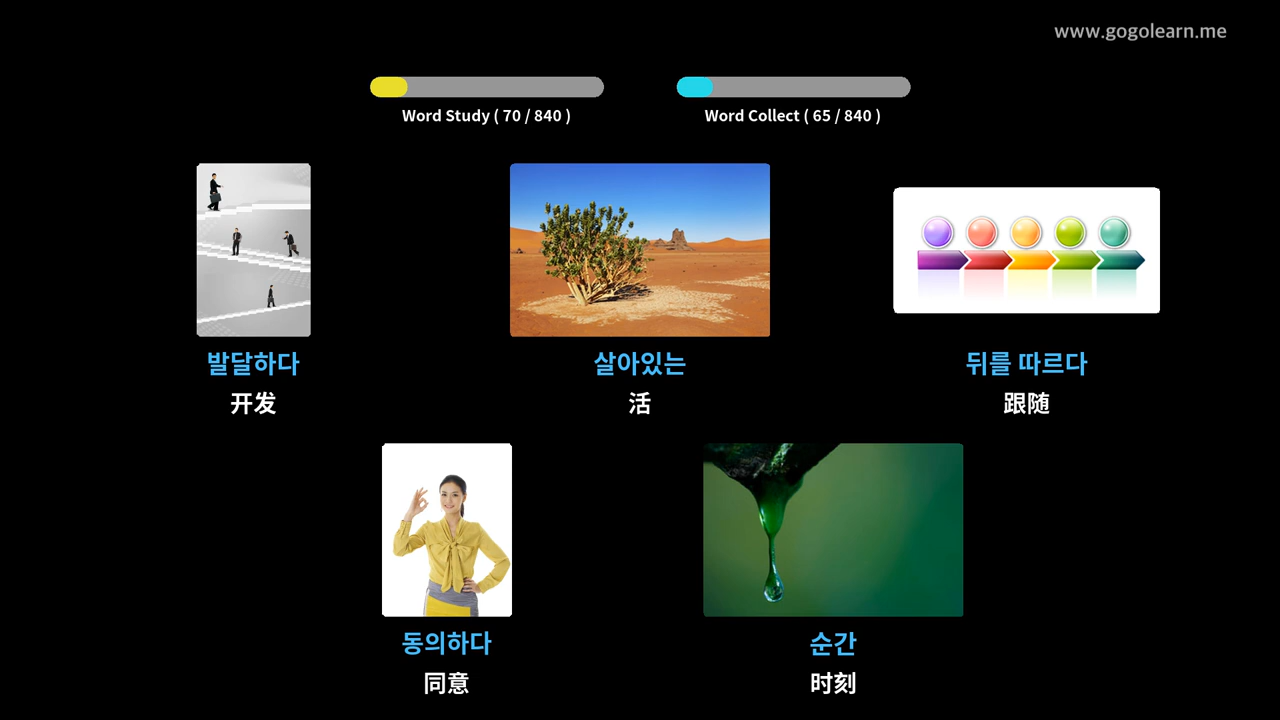 www.gogolearn.me
Word Study ( 70 / 840 )
Word Collect ( 65 / 840 )
발달하다
开发
살아있는
活
뒤를 따르다
跟随
동의하다
同意
순간
时刻